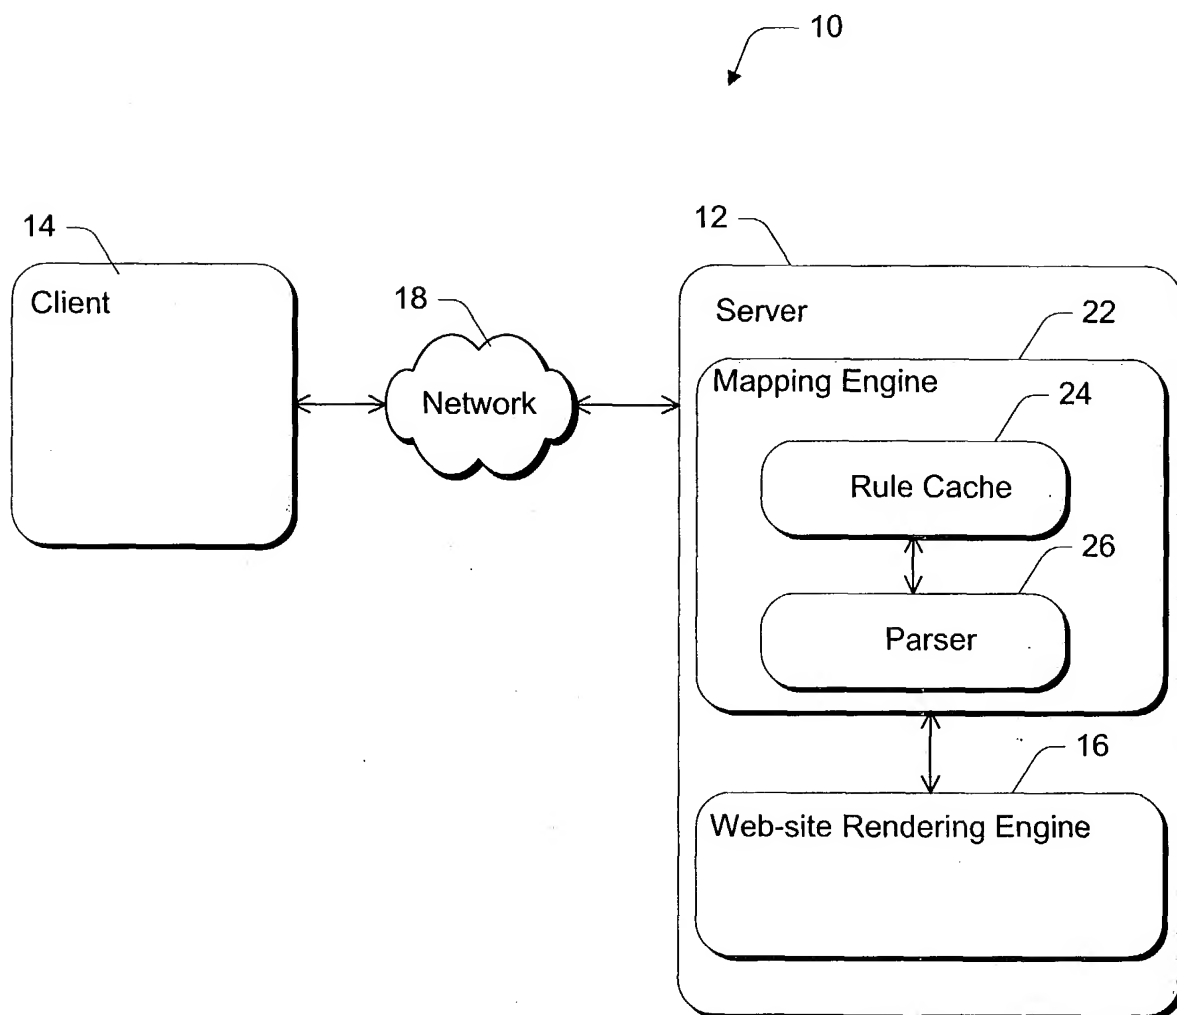 10
14
12
Client
18
Server
22
Network
Mapping Engine
24
Rule Cache
26
Parser
16
Web-site Rendering Engine